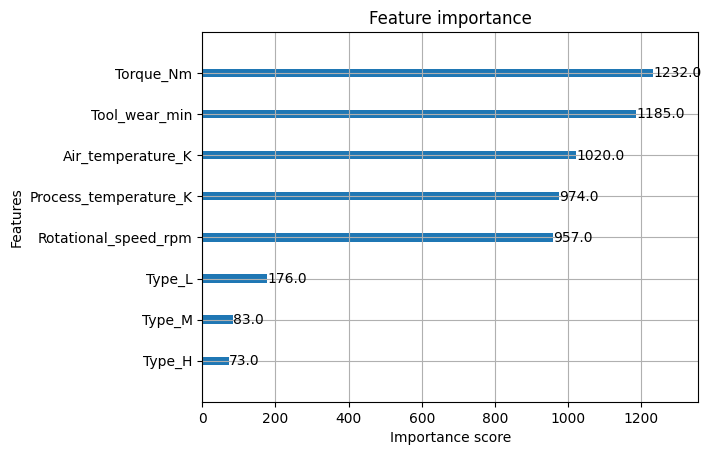 Feature importance
Torque_Nm 1232.0
Tool_wear_min 1185.0
Air_temperature_K 1020.0
Process_temperature_K 974.0
Rotational_speed_rpm 957.0
Type_L 176.0
Type_M 83.0
Type_H 73.0
Features
0 200 400 600 800 1000 1200
Importance score